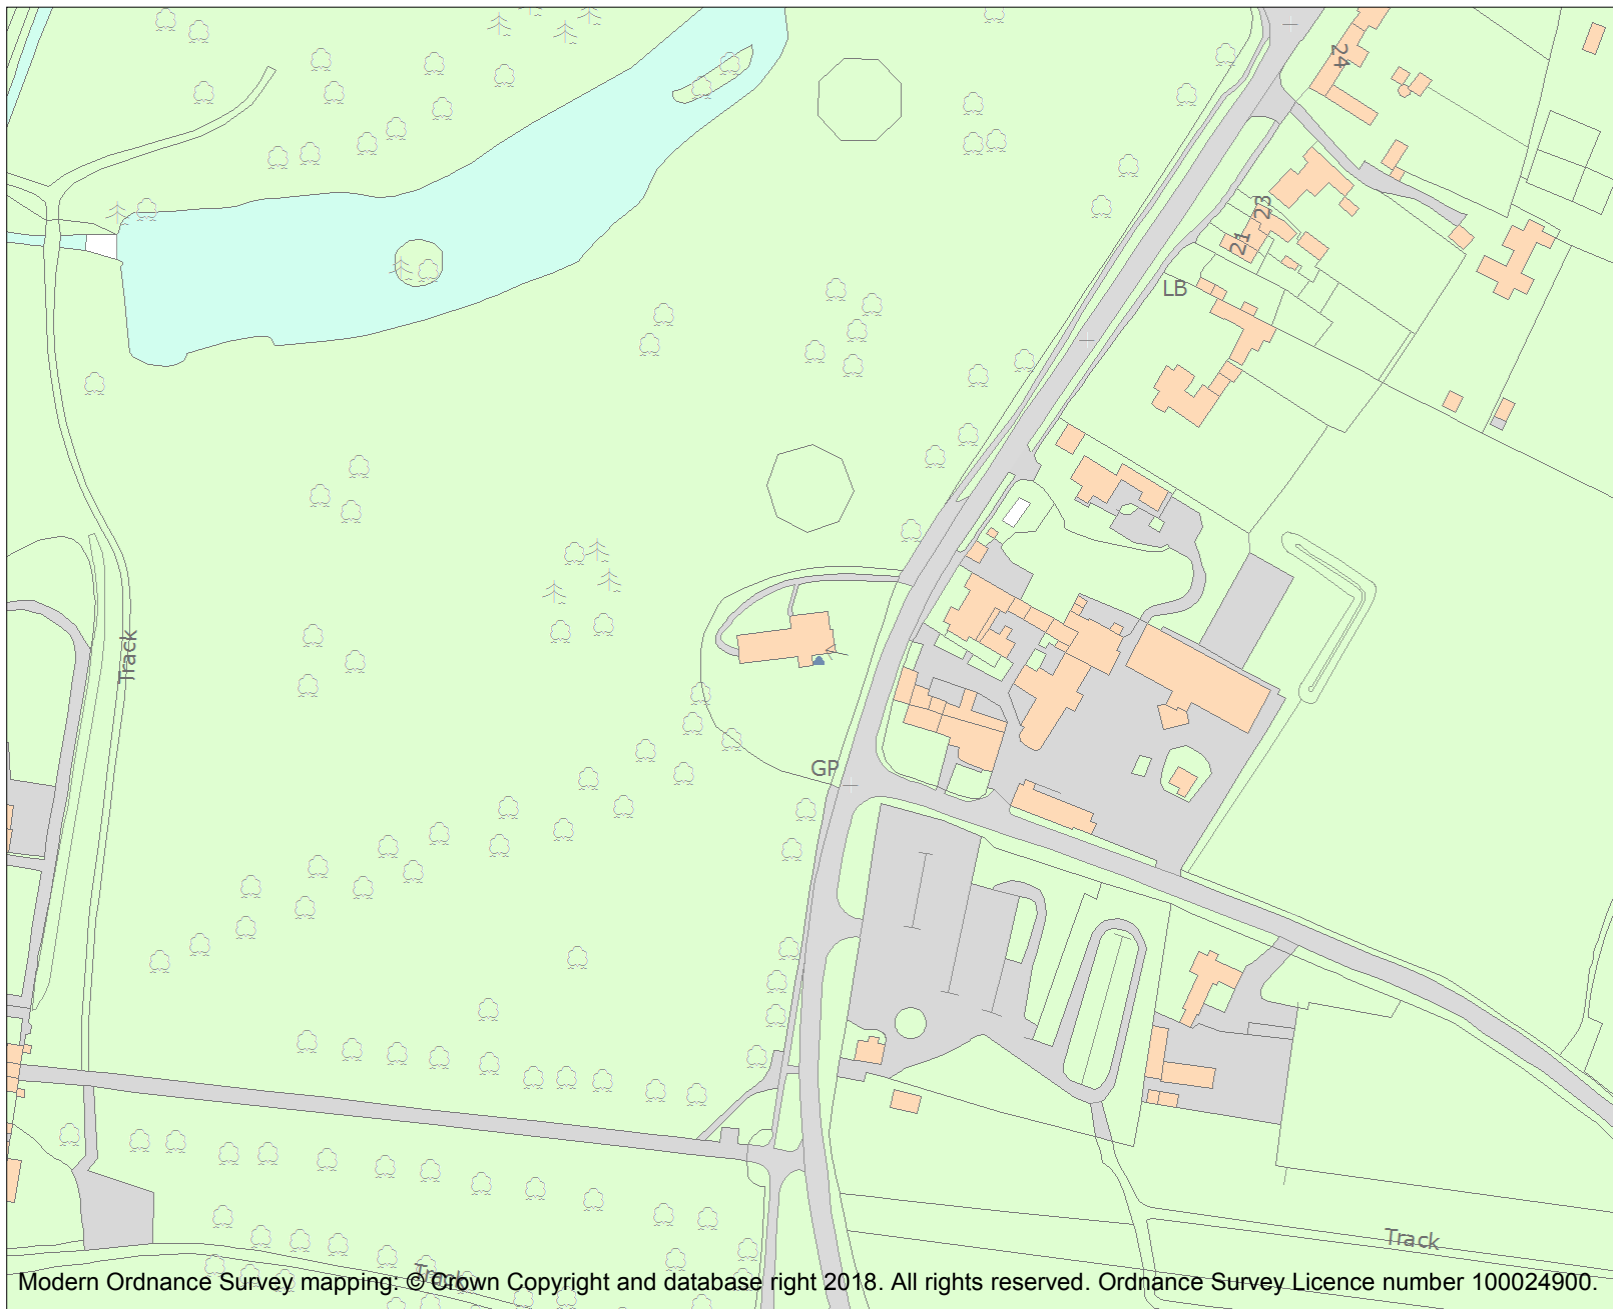 24
23
21
LB
Track
GP
Track
Track
Modern Ordnance Survey mapping: © Crown Copyright and database right 2018. All rights reserved. Ordnance Survey Licence number 100024900.